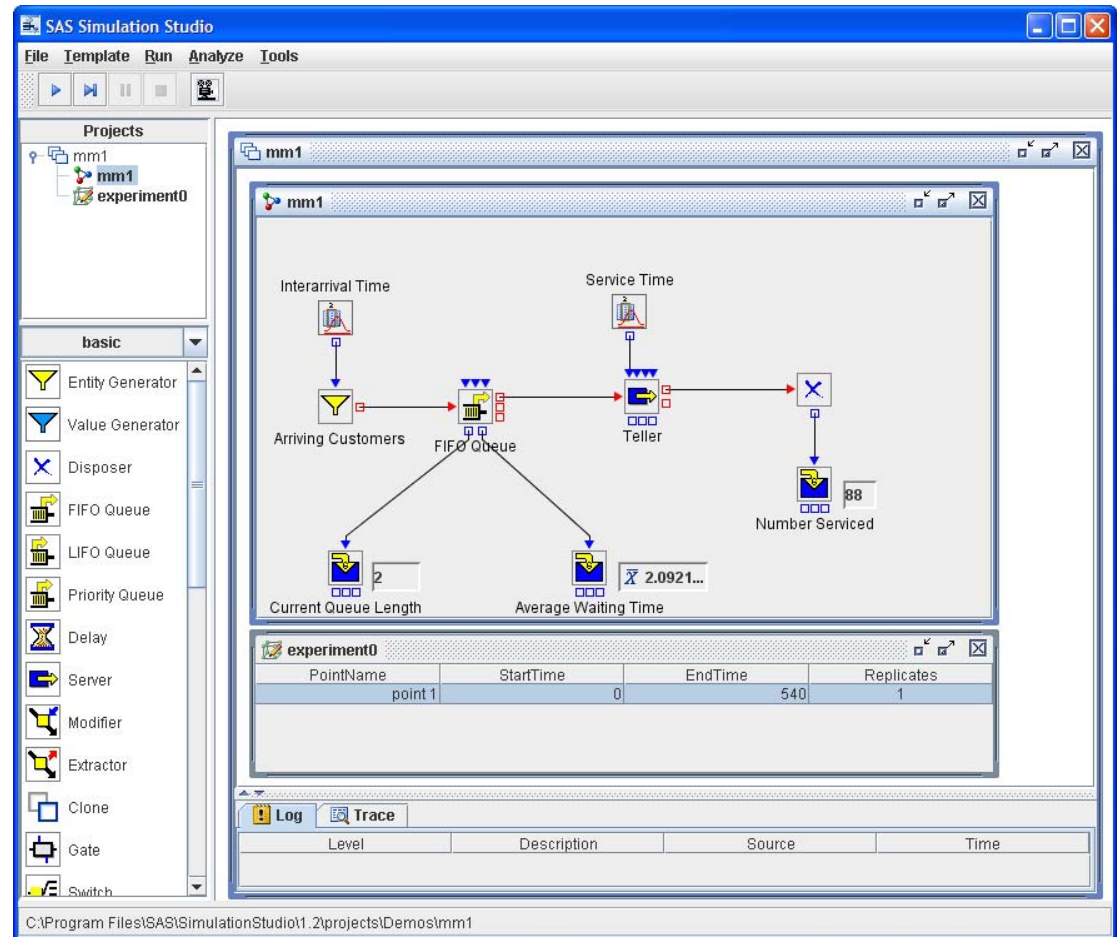 SAS Simulation Studio
File Template Run Analyze Tools
Projects
mm1
mm1
experiment0
basic
Entity Generator
Value Generator
Disposer
FIFO Queue
LIFO Queue
Priority Queue
Delay
Server
Modifier
Extractor
Clone
Gate
Switch
mm1
mm1
Interarrival Time
Service Time
Arriving Customers
FIFO Queue
Teller
88
Number Serviced
2
Current Queue Length
X 2.0921...
Average Waiting Time
experiment0
PointName StartTime EndTime Replicates
point 1 0 540 1
Log Trace
Level Description Source Time
C:\Program Files\SAS\SimulationStudio\1.2\projects\Demos\mm1